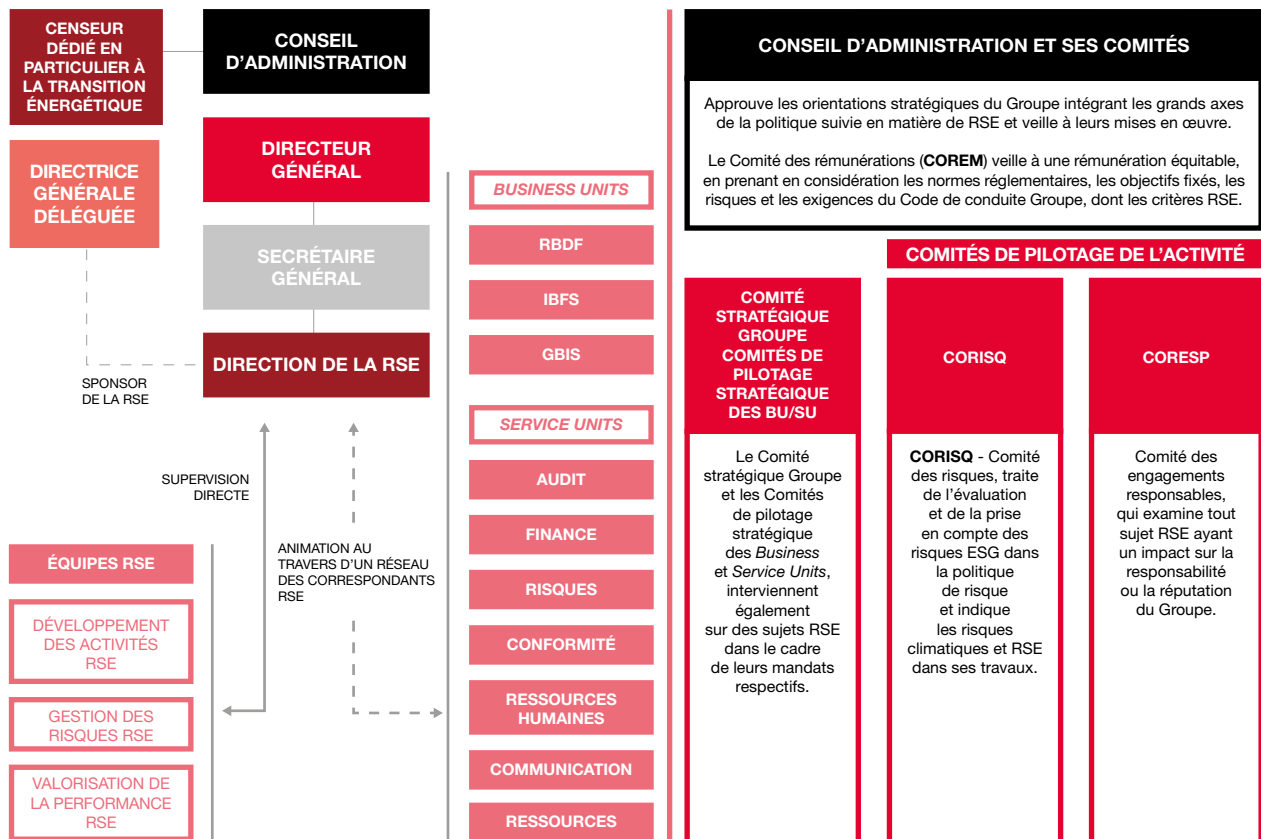 CENSEUR
DÉDIÉ EN
PARTICULIER À
LA TRANSITION
ÉNERGÉTIQUE
CONSEIL
D'ADMINISTRATION
DIRECTRICE
GÉNÉRALE
DÉLÉGUÉE
DIRECTEUR
GÉNÉRAL
SECRÉTAIRE
GÉNÉRAL
DIRECTION DE LA RSE
SPONSOR
DE LA RSE
SUPERVISION
DIRECTE
ANIMATION AU
TRAVERS D'UN RÉSEAU
DES CORRESPONDANTS
RSE
ÉQUIPES RSE
DÉVELOPPEMENT
DES ACTIVITÉS
RSE
GESTION DES
RISQUES RSE
VALORISATION DE
LA PERFORMANCE
RSE
BUSINESS UNITS
RBDF
IBFS
GBIS
SERVICE UNITS
AUDIT
FINANCE
RISQUES
CONFORMITÉ
RESSOURCES
HUMAINES
COMMUNICATION
RESSOURCES
CONSEIL D'ADMINISTRATION ET SES COMITÉS
Approuve les orientations stratégiques du Groupe intégrant les grands axes
de la politique suivie en matière de RSE et veille à leurs mises en œuvre.
Le Comité des rémunérations (COREM) veille à une rémunération équitable,
en prenant en considération les normes réglementaires, les objectifs fixés, les
risques et les exigences du Code de conduite Groupe, dont les critères RSE.
COMITÉS DE PILOTAGE DE L'ACTIVITÉ
COMITÉ
STRATÉGIQUE
GROUPE
COMITÉS DE
PILOTAGE
STRATÉGIQUE
DES BU/SU
Le Comité
stratégique Groupe
et les Comités
de pilotage
stratégique
des Business
et Service Units,
interviennent
également
sur des sujets RSE
dans le cadre
de leurs mandats
respectifs.
CORISQ
CORISQ - Comité
des risques, traite
de l'évaluation
et de la prise
en compte des
risques ESG dans
la politique
de risque
et indique
les risques
climatiques et RSE
dans ses travaux.
CORESP
Comité des
engagements
responsables,
qui examine tout
sujet RSE ayant
un impact sur la
responsabilité
ou la réputation
du Groupe.